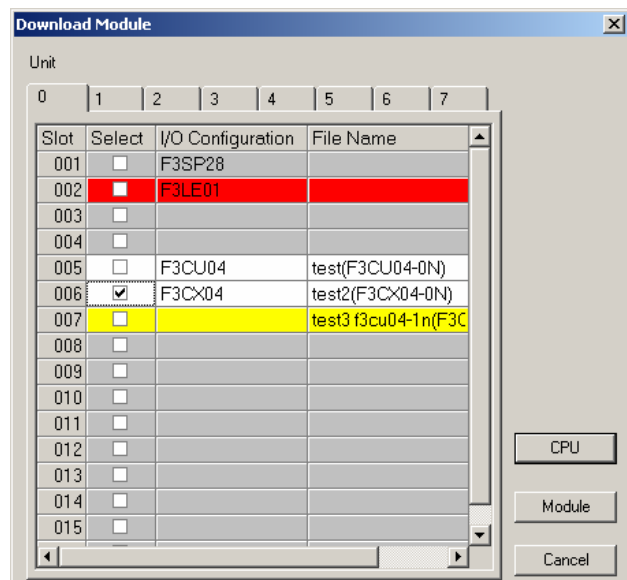 Download Module
Unit
0 1 2 3 4 5 6 7
Slot Select I/O Configuration File Name
001 F3SP28
002 F3LE01
003
004
005 F3CU04 test(F3CU04-0N)
006 F3CX04 test2(F3CX04-0N)
007 test3 f3cu04-1n(F3C
008
009
010
011
012
013
014
015
CPU
Module
Cancel